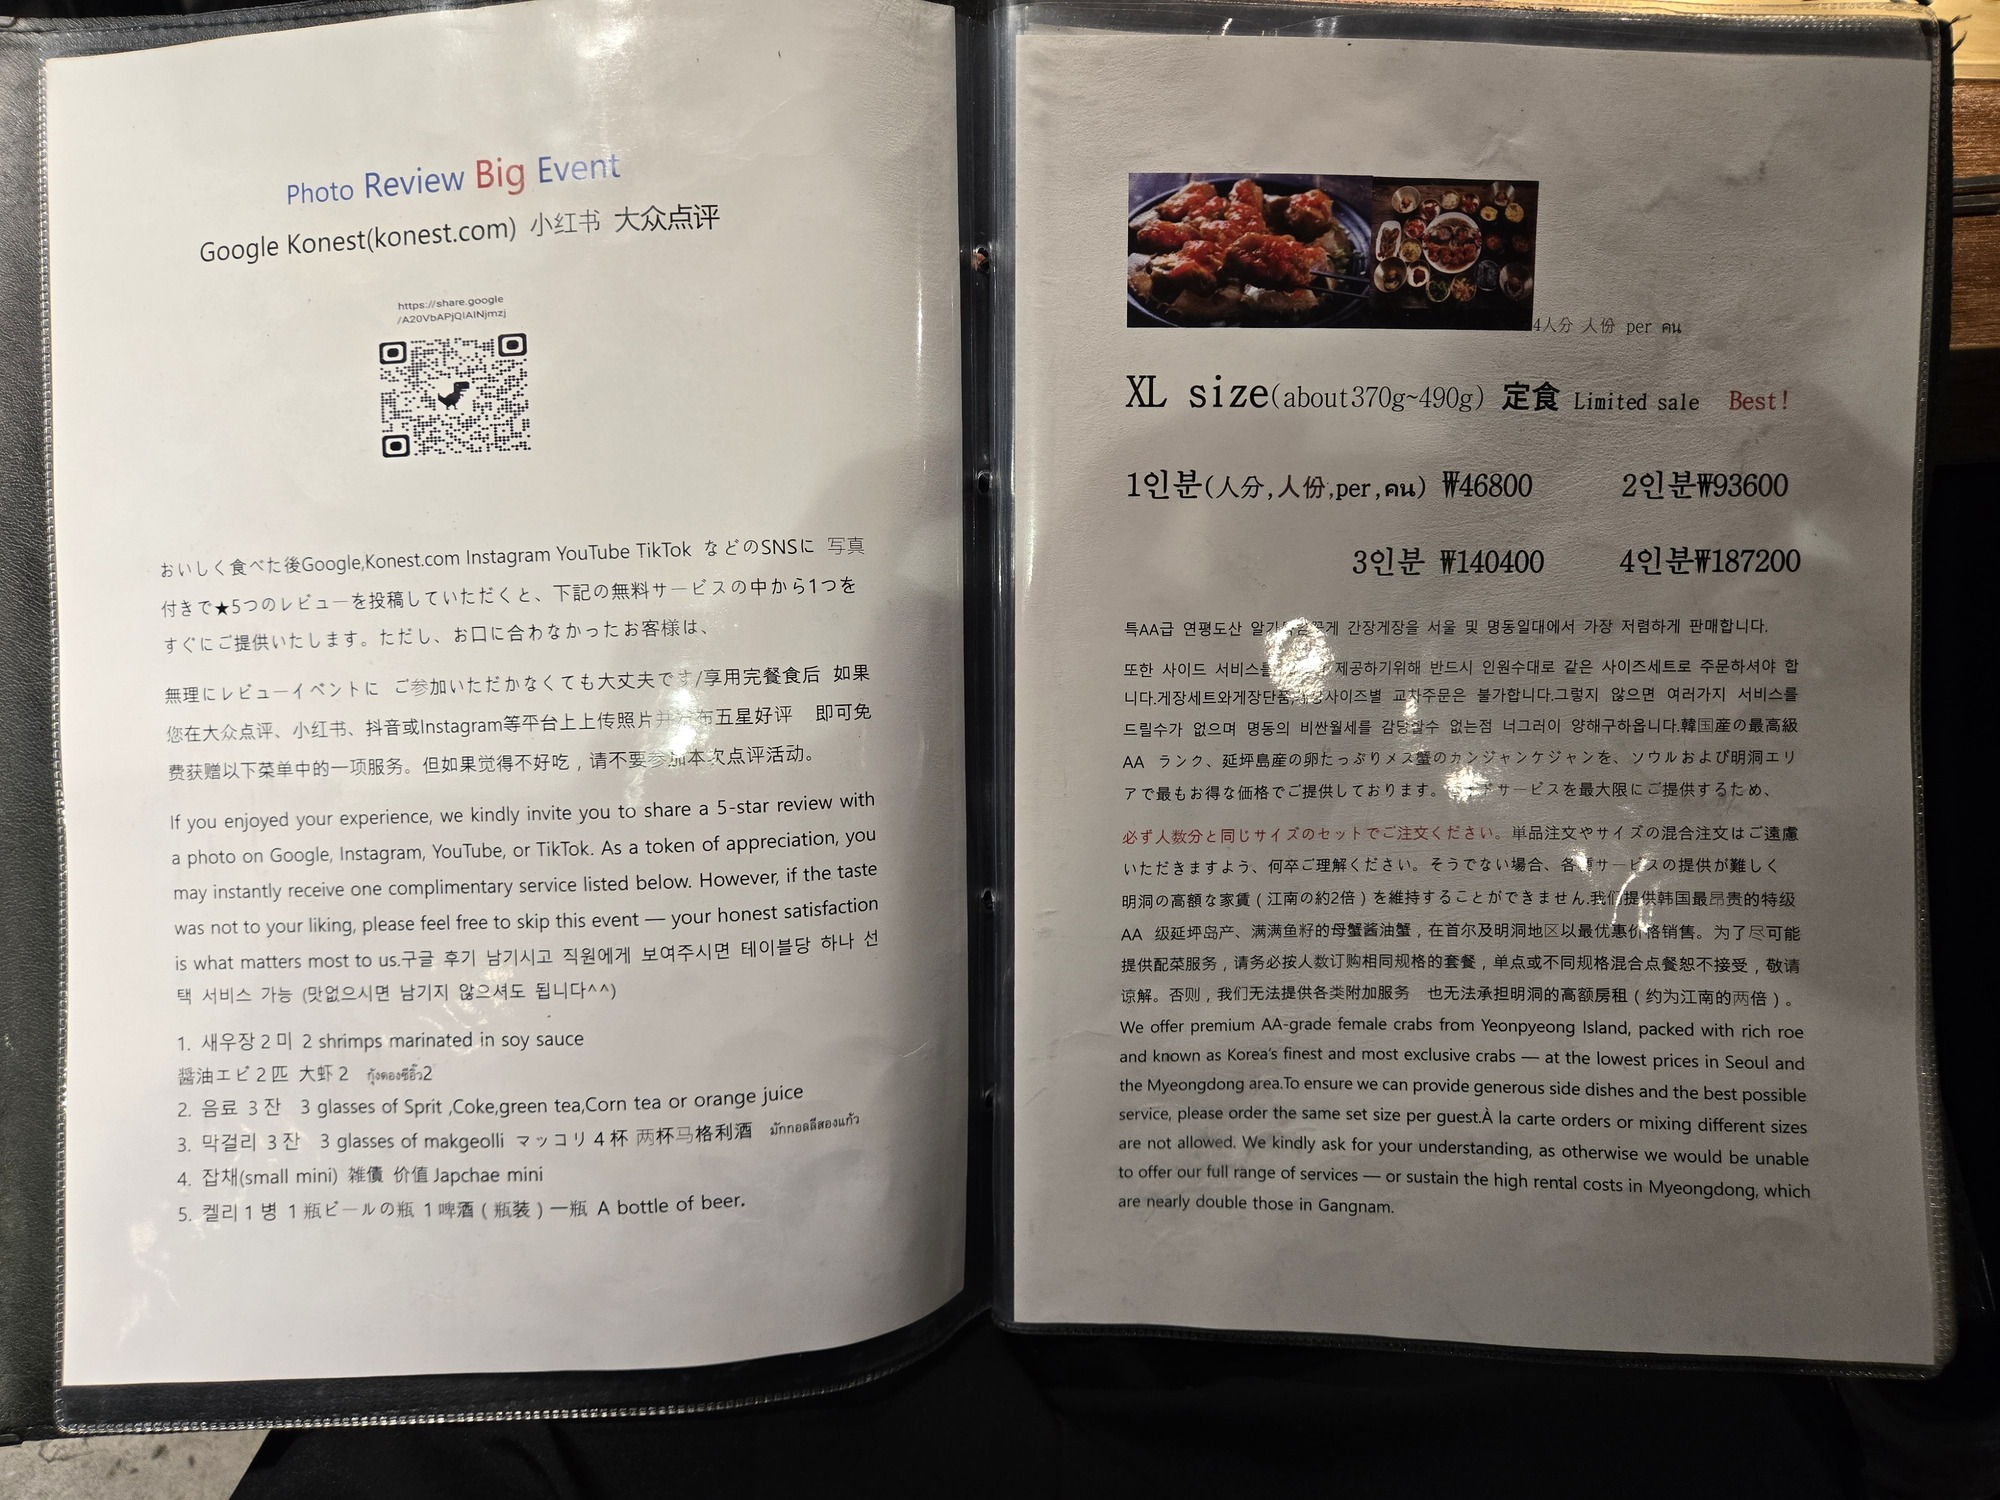 Photo Review Big Event
Google Konest(konest.com) 小红书 大众点评
https://share.google
/A20VbAPjQIAINjmzj
おいしく食べた後Google,Konest.com Instagram YouTube TikTok などのSNSに 写真
付きで★5つのレビューを投稿していただくと、下記の無料サービスの中から1つを
すぐにご提供いたします。ただし、お口に合わなかったお客様は、
無理にレビューイベントに ご参加いただかなくても大丈夫です/享用完餐食后 如果
您在大众点评、小红书、抖音或Instagram等平台上上传照片并发布五星好评 即可免
费获赠以下菜单中的一项服务。但如果觉得不好吃，请不要参加本次点评活动。
If you enjoyed your experience, we kindly invite you to share a 5-star review with
a photo on Google, Instagram, YouTube, or TikTok. As a token of appreciation, you
may instantly receive one complimentary service listed below. However, if the taste
was not to your liking, please feel free to skip this event — your honest satisfaction
is what matters most to us.구글 후기 남기시고 직원에게 보여주시면 테이블당 하나 선
택 서비스 가능 (맛없으시면 남기지 않으셔도 됩니다^^)
1. 새우장 2 미 2 shrimps marinated in soy sauce
醤油エビ 2 匹 大虾 2 กุ้งดองซีอิ๊ว2
2. 음료 3 잔 3 glasses of Sprit ,Coke,green tea,Corn tea or orange juice
3. 막걸리 3 잔 3 glasses of makgeolli マッコリ 4 杯 两杯马格利酒 มักกอลลีสองแก้ว
4. 잡채(small mini) 雑債 价值 Japchae mini
5. 켈리 1 병 1 瓶ビールの瓶 1 啤酒（瓶装）一瓶 A bottle of beer.
4人分 人份 per คน
XL size(about370g~490g) 定食 Limited sale Best!
1인분(人分,人份,per,คน) ₩46800 2인분₩93600
3인분 ₩140400 4인분₩187200
특AA급 연평도산 간장게장을 서울 및 명동일대에서 가장 저렴하게 판매합니다.
또한 사이드 제공하기위해 반드시 인원수대로 같은 사이즈세트로 주문하셔야 합
니다.게장세트와게장단품, 교차주문은 불가합니다.그렇지 않으면 여러가지 서비스를
드릴수가 없으며 명동의 비싼월세를 감당할수 없는점 너그러이 양해구하옵니다.韓国産の最高級
AA ランク、延坪島産の卵たっぷりメス蟹のカンジャンケジャンを、ソウルおよび明洞エリ
アで最もお得な価格でご提供しております。サービスを最大限にご提供するため、
必ず人数分と同じサイズのセットでご注文ください。単品注文やサイズの混合注文はご遠慮
いただきますよう、何卒ご理解ください。そうでない場合、各種サービスの提供が難しく
明洞の高額な家賃（江南の約2倍）を維持することができません.我们提供韩国最昂贵的特级
AA 级延坪岛产、满满鱼籽的母蟹酱油蟹，在首尔及明洞地区以最优惠价格销售。为了尽可能
提供配菜服务，请务必按人数订购相同规格的套餐，单点或不同规格混合点餐恕不接受，敬请
谅解。否则，我们无法提供各类附加服务 也无法承担明洞的高额房租（约为江南的两倍）。
We offer premium AA-grade female crabs from Yeonpyeong Island, packed with rich roe
and known as Korea’s finest and most exclusive crabs — at the lowest prices in Seoul and
the Myeongdong area.To ensure we can provide generous side dishes and the best possible
service, please order the same set size per guest.À la carte orders or mixing different sizes
are not allowed. We kindly ask for your understanding, as otherwise we would be unable
to offer our full range of services — or sustain the high rental costs in Myeongdong, which
are nearly double those in Gangnam.